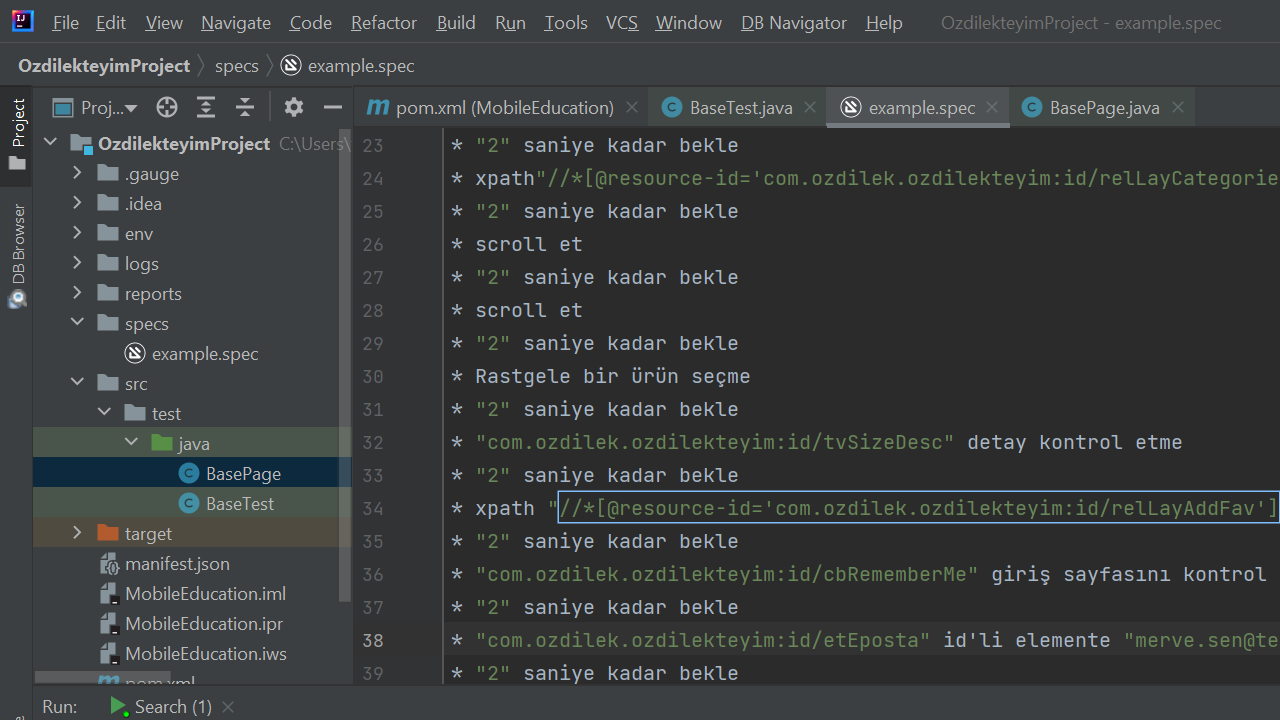 File Edit View Navigate Code Refactor Build Run Tools VCS Window DB Navigator Help OzdilekteyimProject - example.spec
OzdilekteyimProject specs example.spec
Project
DB Browser
Proj...
OzdilekteyimProject C:\Users\
.gauge
.idea
env
logs
reports
specs
example.spec
src
test
java
BasePage
BaseTest
target
manifest.json
MobileEducation.iml
MobileEducation.ipr
MobileEducation.iws
pom.xml
pom.xml (MobileEducation) BaseTest.java example.spec BasePage.java
23 * "2" saniye kadar bekle
24 * xpath"//*[@resource-id='com.ozdilek.ozdilekteyim:id/relLayCategorie
25 * "2" saniye kadar bekle
26 * scroll et
27 * "2" saniye kadar bekle
28 * scroll et
29 * "2" saniye kadar bekle
30 * Rastgele bir ürün seçme
31 * "2" saniye kadar bekle
32 * "com.ozdilek.ozdilekteyim:id/tvSizeDesc" detay kontrol etme
33 * "2" saniye kadar bekle
34 * xpath "//*[@resource-id='com.ozdilek.ozdilekteyim:id/relLayAddFav']
35 * "2" saniye kadar bekle
36 * "com.ozdilek.ozdilekteyim:id/cbRememberMe" giriş sayfasını kontrol
37 * "2" saniye kadar bekle
38 * "com.ozdilek.ozdilekteyim:id/etEposta" id'li elemente "merve.sen@te
39 * "2" saniye kadar bekle
Run: Search (1)